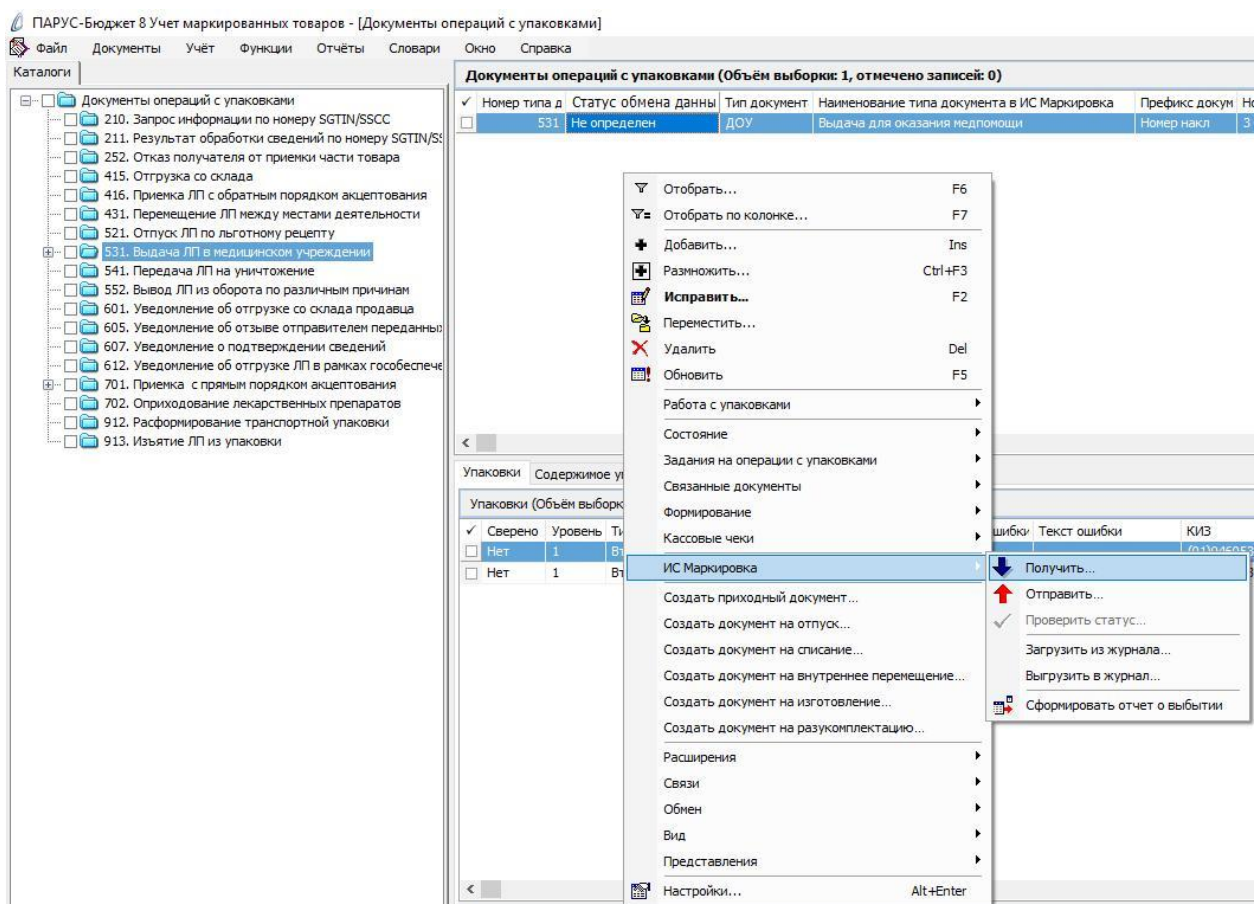 ПАРУС-Бюджет 8 Учет маркированных товаров - [Документы операций с упаковками]
Файл Документы Учёт Функции Отчёты Словари Окно Справка
Каталоги
Документы операций с упаковками
210. Запрос информации по номеру SGTIN/SSCC
211. Результат обработки сведений по номеру SGTIN/S
252. Отказ получателя от приемки части товара
415. Отгрузка со склада
416. Приемка ЛП с обратным порядком акцептования
431. Перемещение ЛП между местами деятельности
521. Отпуск ЛП по льготному рецепту
531. Выдача ЛП в медицинском учреждении
541. Передача ЛП на уничтожение
552. Вывод ЛП из оборота по различным причинам
601. Уведомление об отгрузке со склада продавца
605. Уведомление об отзыве отправителем переданны
607. Уведомление о подтверждении сведений
612. Уведомление об отгрузке ЛП в рамках гособеспече
701. Приемка с прямым порядком акцептования
702. Оприходование лекарственных препаратов
912. Расформирование транспортной упаковки
913. Изъятие ЛП из упаковки
Документы операций с упаковками (Объём выборки: 1, отмечено записей: 0)
Номер типа д Статус обмена данны Тип документ Наименование типа документа в ИС Маркировка Префикс докум Но
531 Не определен ДОУ Выдача для оказания медпомощи Номер накл 3
Отобрать... F6
Отобрать по колонке... F7
Добавить... Ins
Размножить... Ctrl+F3
Исправить... F2
Переместить...
Удалить Del
Обновить F5
Работа с упаковками
Состояние
Задания на операции с упаковками
Связанные документы
Формирование
Кассовые чеки
ИС Маркировка
Создать приходный документ...
Создать документ на отпуск...
Создать документ на списание...
Создать документ на внутреннее перемещение...
Создать документ на изготовление...
Создать документ на разукомплектацию...
Расширения
Связи
Обмен
Вид
Представления
Настройки... Alt+Enter
Получить...
Отправить...
Проверить статус...
Загрузить из журнала...
Выгрузить в журнал...
Сформировать отчет о выбытии
Упаковки Содержимое у
Упаковки (Объём выборк
Сверено Уровень Ти шибки Текст ошибки КИЗ
Нет 1 Вт
Нет 1 Вт